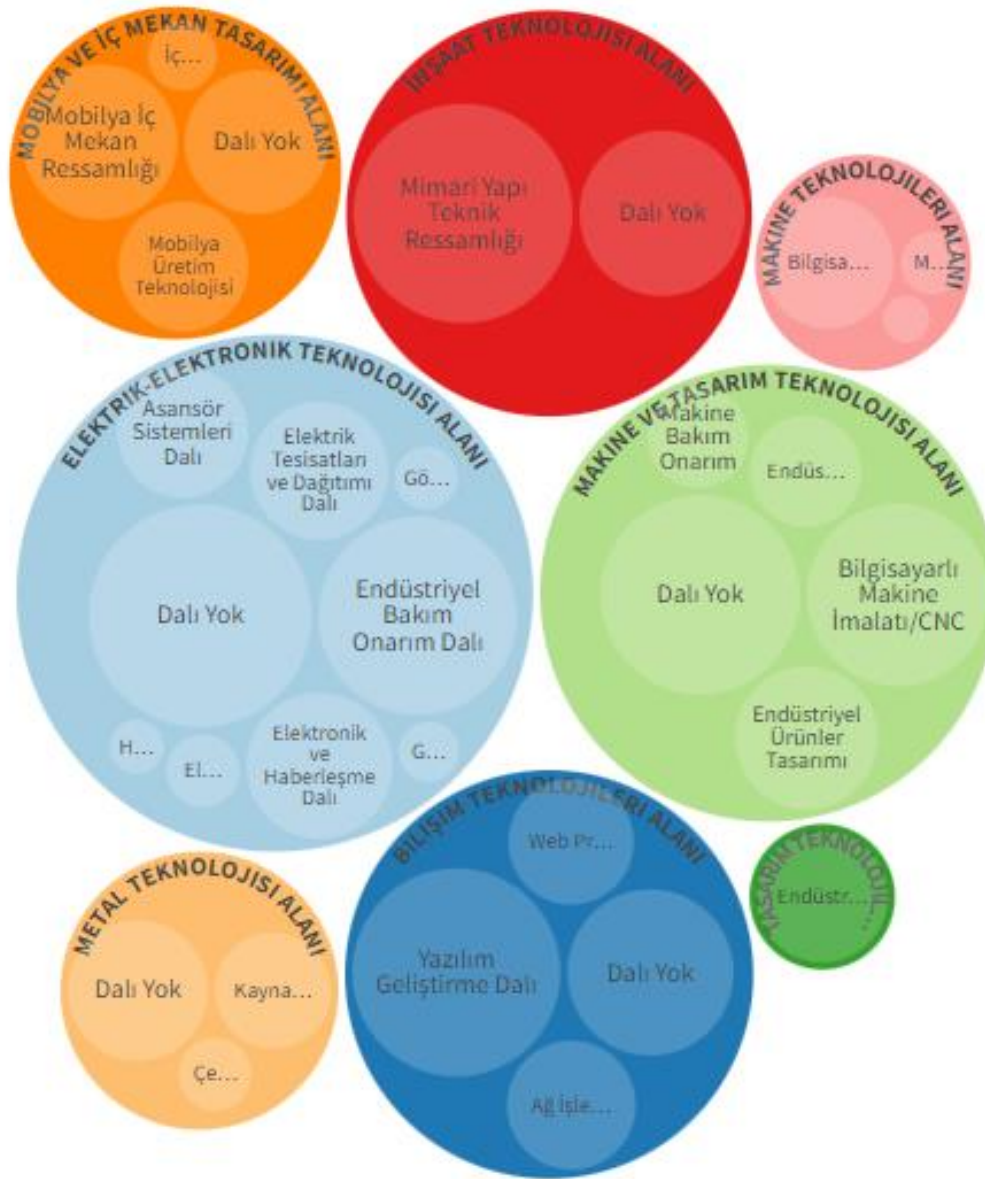 MOBİLYA VE İÇ MEKAN TASARIMI ALANI
İç...
Mobilya İç
Mekan
Ressamlığı
Dalı Yok
Mobilya
Üretim
Teknolojisi
İNŞAAT TEKNOLOJİSİ ALANI
Mimari Yapı
Teknik
Ressamlığı
Dalı Yok
MAKİNE TEKNOLOJİLERİ ALANI
Bilgisa...
M...
ELEKTRİK-ELEKTRONİK TEKNOLOJİSİ ALANI
Asansör
Sistemleri
Dalı
Elektrik
Tesisatları
ve Dağıtımı
Dalı
Gö...
Dalı Yok
Endüstriyel
Bakım
Onarım Dalı
H...
El...
Elektronik
ve
Haberleşme
Dalı
G...
MAKİNE VE TASARIM TEKNOLOJİSİ ALANI
Makine
Bakım
Onarım
Endüs...
Dalı Yok
Bilgisayarlı
Makine
İmalatı/CNC
Endüstriyel
Ürünler
Tasarımı
METAL TEKNOLOJİSİ ALANI
Dalı Yok
Kayna...
Çe...
BİLİŞİM TEKNOLOJİLERİ ALANI
Web Pr...
Yazılım
Geliştirme Dalı
Dalı Yok
Ağ İşle...
TASARIM TEKNOLOJİL...
Endüstr...